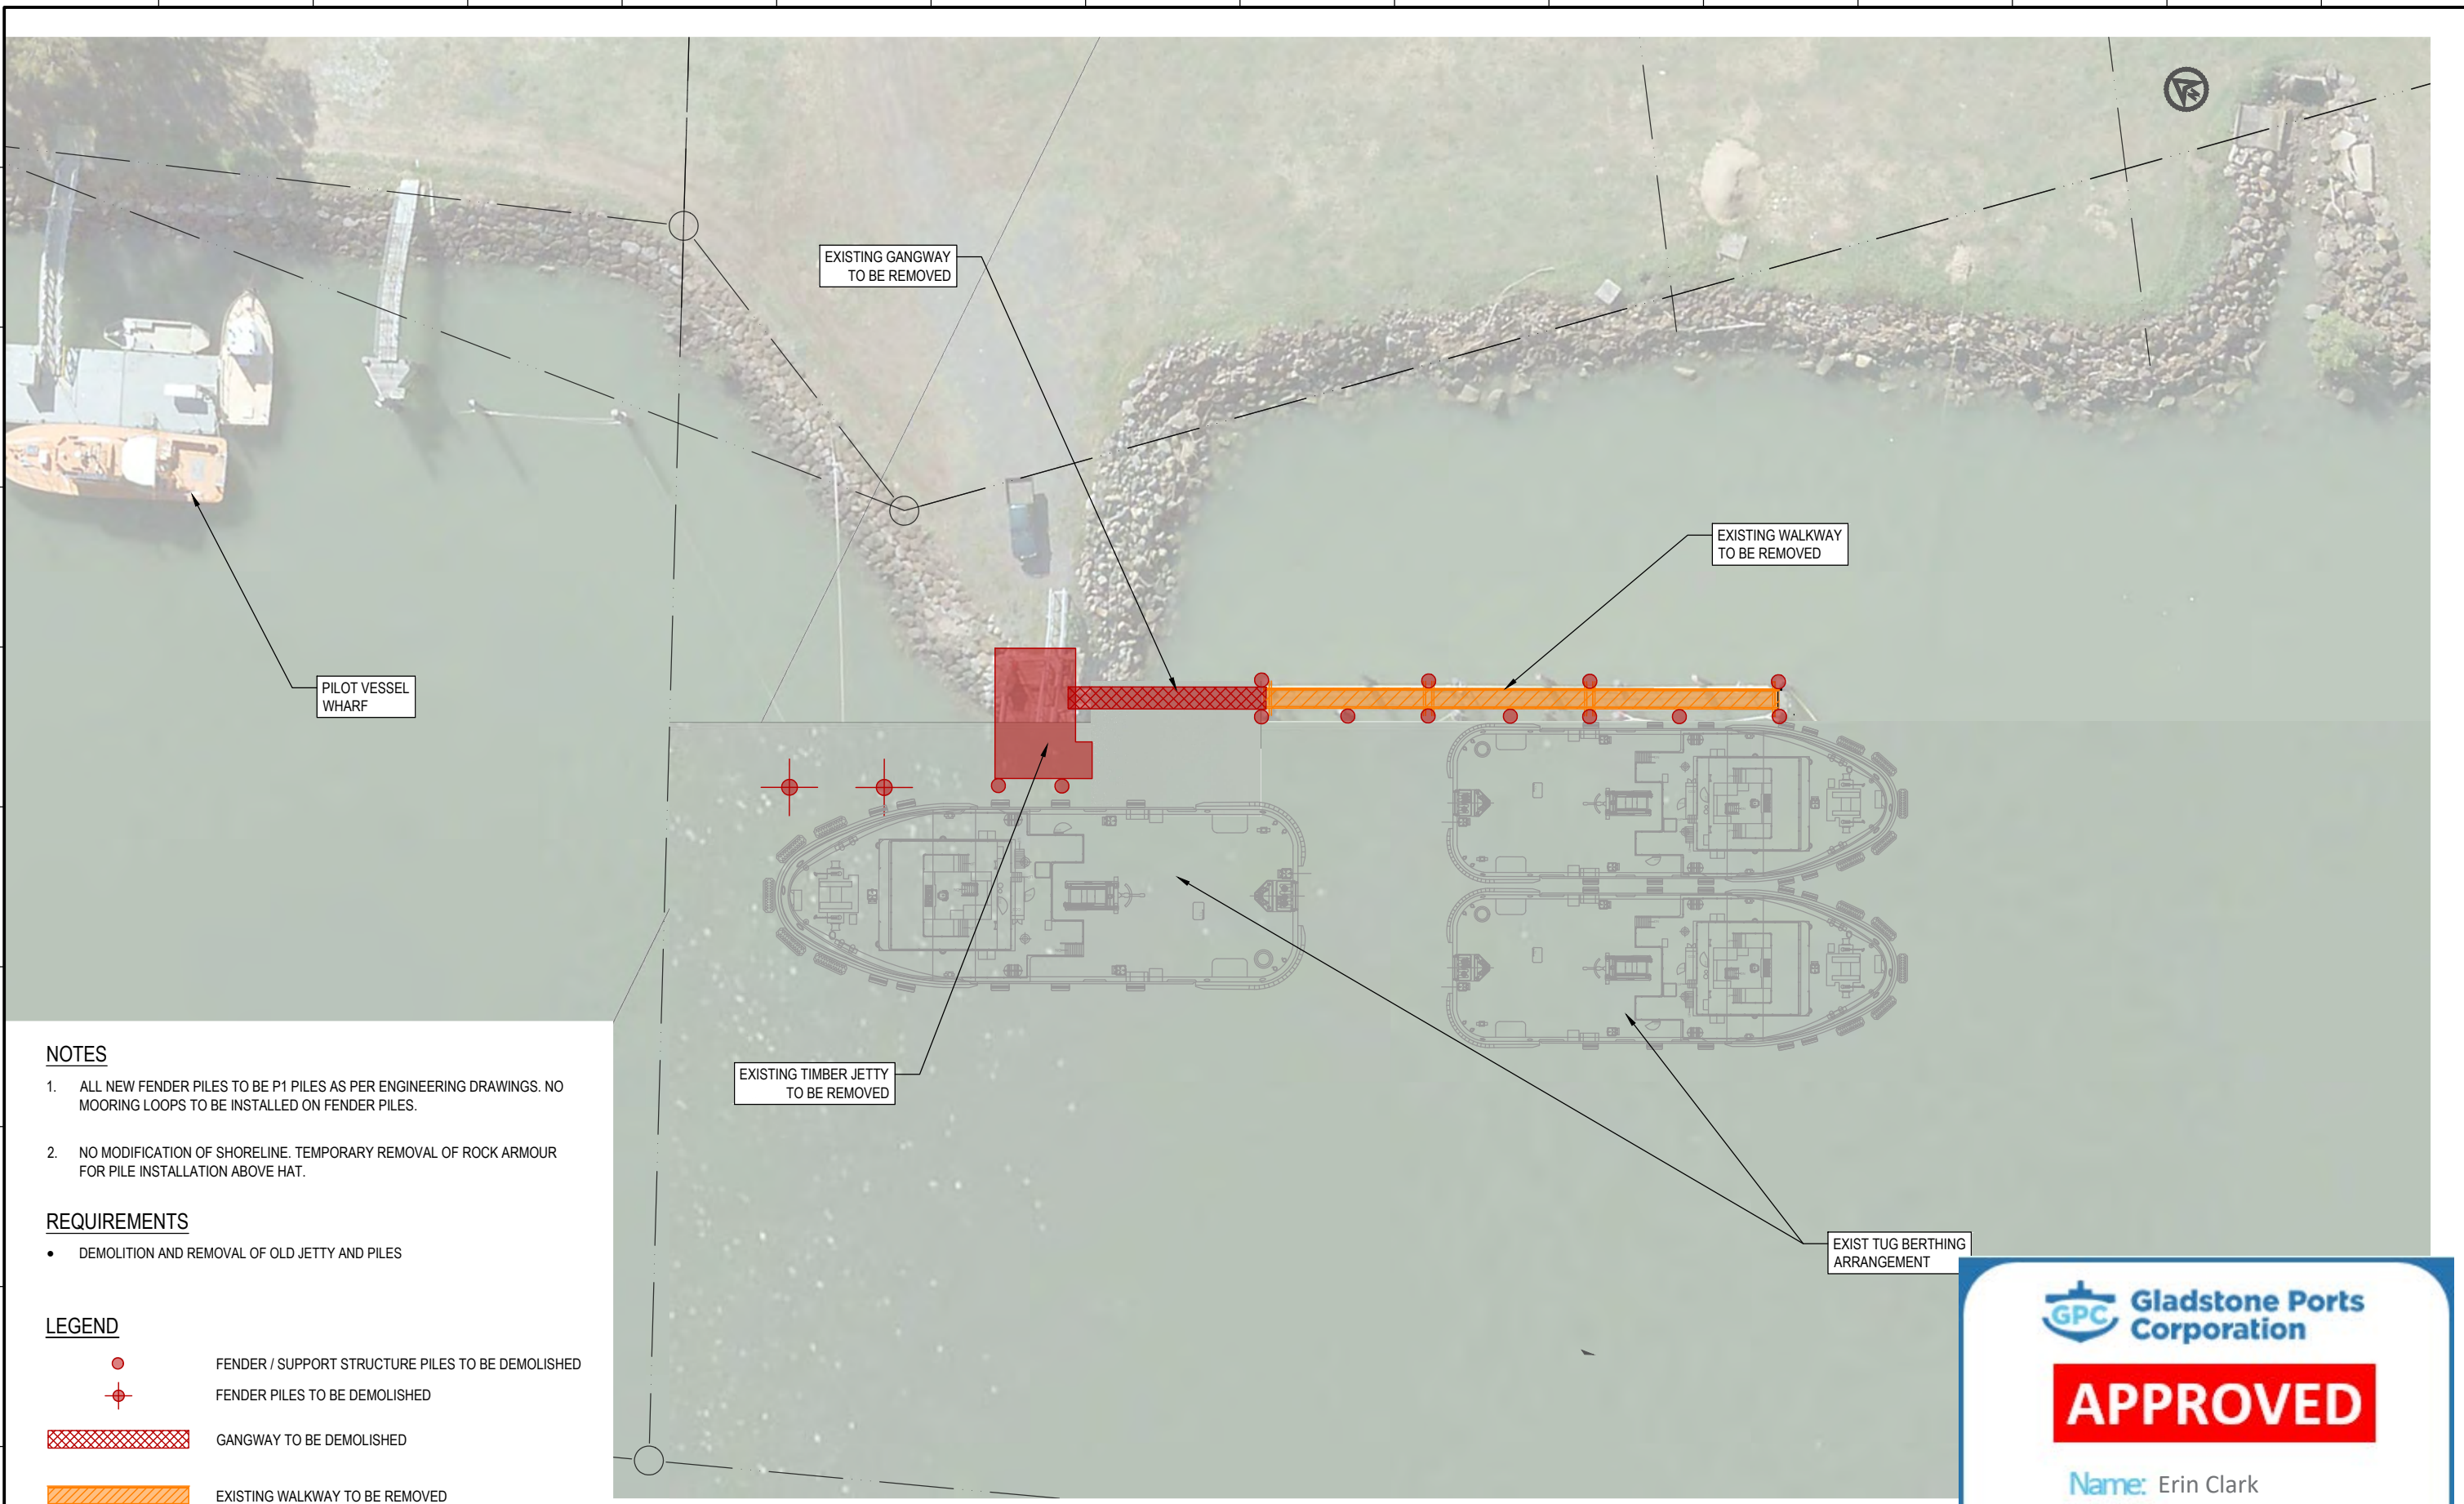 EXISTING GANGWAY
TO BE REMOVED
EXISTING WALKWAY
TO BE REMOVED
PILOT VESSEL
WHARF
EXISTING TIMBER JETTY
TO BE REMOVED
EXIST TUG BERTHING
ARRANGEMENT
NOTES
1. ALL NEW FENDER PILES TO BE P1 PILES AS PER ENGINEERING DRAWINGS. NO
MOORING LOOPS TO BE INSTALLED ON FENDER PILES.
2. NO MODIFICATION OF SHORELINE. TEMPORARY REMOVAL OF ROCK ARMOUR
FOR PILE INSTALLATION ABOVE HAT.
REQUIREMENTS
• DEMOLITION AND REMOVAL OF OLD JETTY AND PILES
LEGEND
FENDER / SUPPORT STRUCTURE PILES TO BE DEMOLISHED
FENDER PILES TO BE DEMOLISHED
GANGWAY TO BE DEMOLISHED
EXISTING WALKWAY TO BE REMOVED
GPC
Gladstone Ports
Corporation
APPROVED
Name: Erin Clark
N